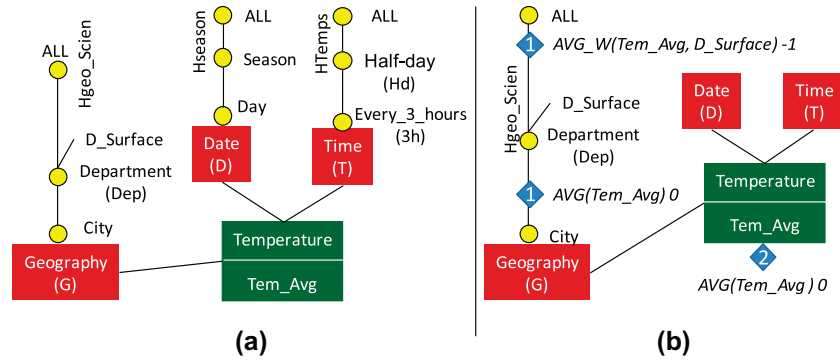 ALL
Hgeo_Scien
D_Surface
Department
(Dep)
City
Geography
(G)
ALL
Hseason
Season
Day
Date
(D)
ALL
HTemps
Half-day
(Hd)
Every_3_hours
(3h)
Time
(T)
Temperature
Tem_Avg
(a)
ALL
1 AVG_W(Tem_Avg, D_Surface) -1
Hgeo_Scien
D_Surface
Department
(Dep)
1 AVG(Tem_Avg) 0
City
Geography
(G)
Date
(D)
Time
(T)
Temperature
Tem_Avg
2
AVG(Tem_Avg ) 0
(b)